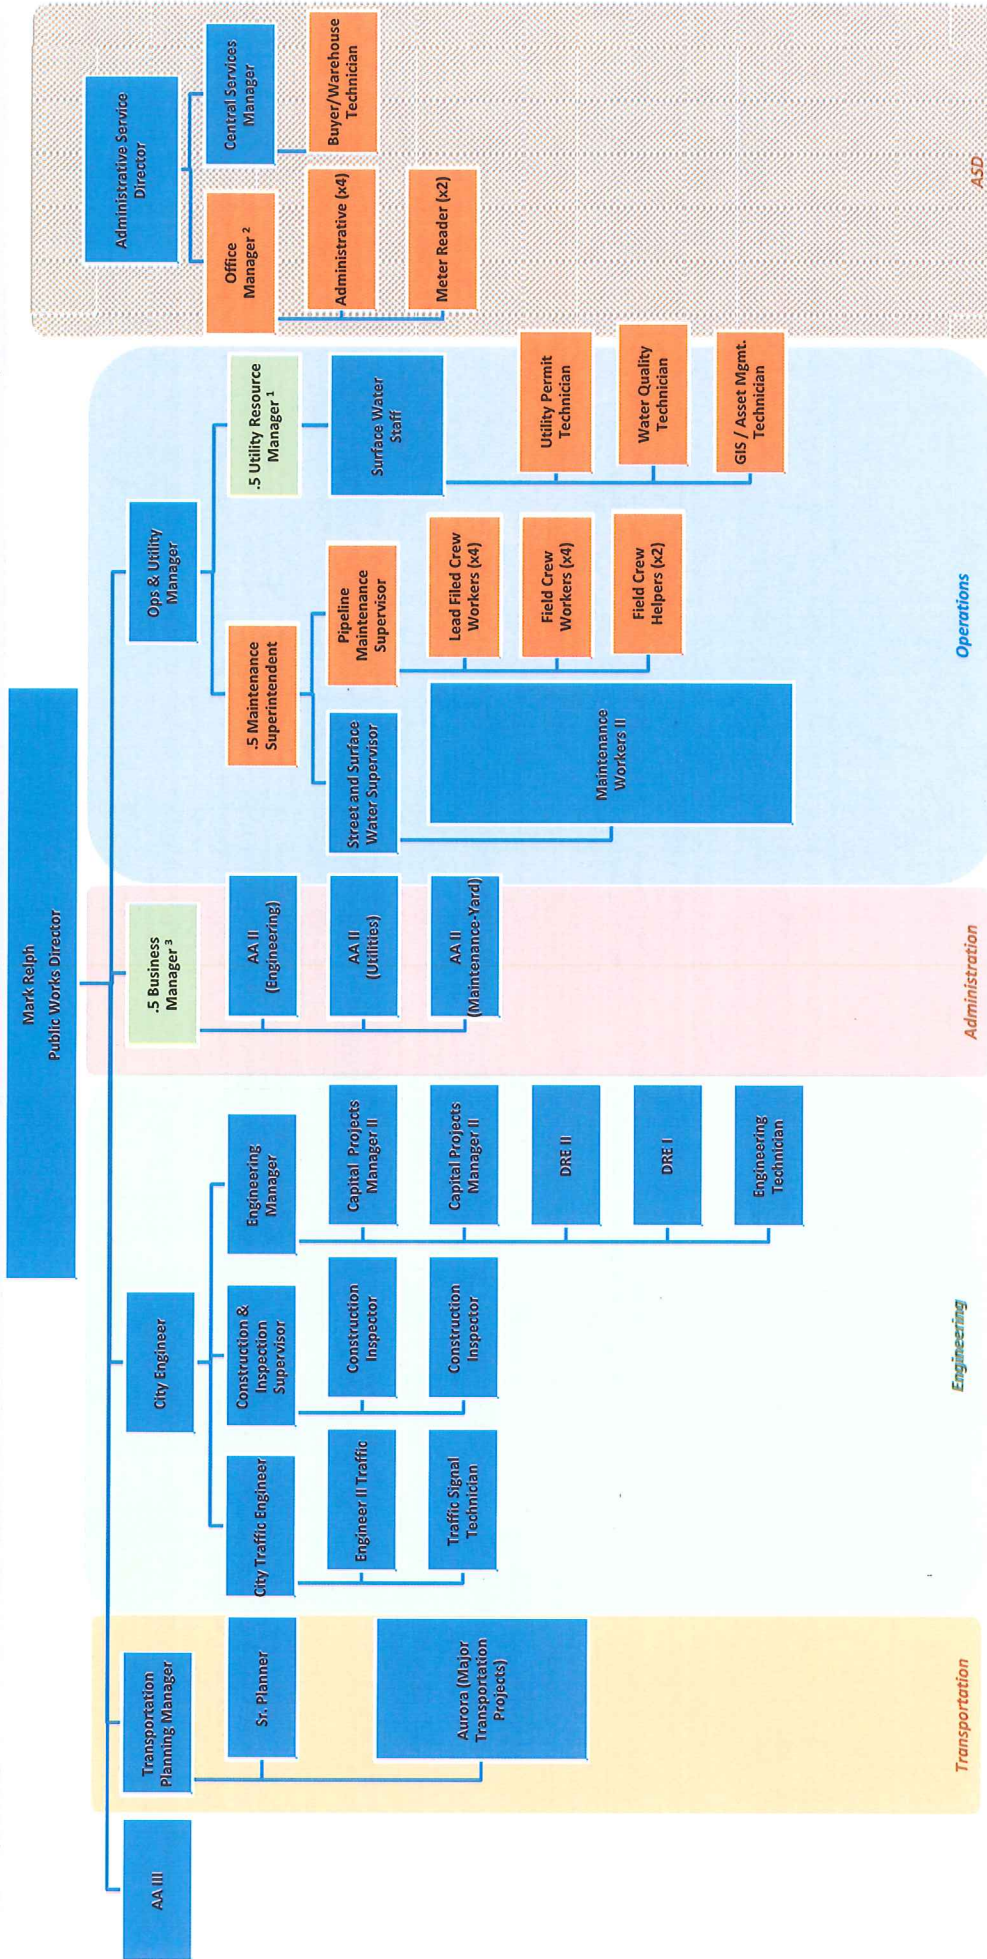 Mark Relph
Public Works Director
AA III
Transportation
Planning Manager
Sr. Planner
Aurora (Major
Transportation
Projects)
Transportation
City Engineer
City Traffic Engineer
Engineer II Traffic
Traffic Signal
Technician
Construction &
Inspection
Supervisor
Construction
Inspector
Construction
Inspector
Engineering
Manager
Capital Projects
Manager II
Capital Projects
Manager II
DRE II
DRE I
Engineering
Technician
Engineering
.5 Business
Manager ³
AA II
(Engineering)
AA II
(Utilities)
AA II
(Maintenance-Yard)
Administration
Ops & Utility
Manager
.5 Maintenance
Superintendent
Street and Surface
Water Supervisor
Maintenance
Workers II
Pipeline
Maintenance
Supervisor
Lead Filed Crew
Workers (x4)
Field Crew
Workers (x4)
Field Crew
Helpers (x2)
.5 Utility Resource
Manager ¹
Surface Water
Staff
Utility Permit
Technician
Water Quality
Technician
GIS / Asset Mgmt.
Technician
Operations
Administrative Service
Director
Office
Manager ²
Administrative (x4)
Meter Reader (x2)
Central Services
Manager
Buyer/Warehouse
Technician
ASD